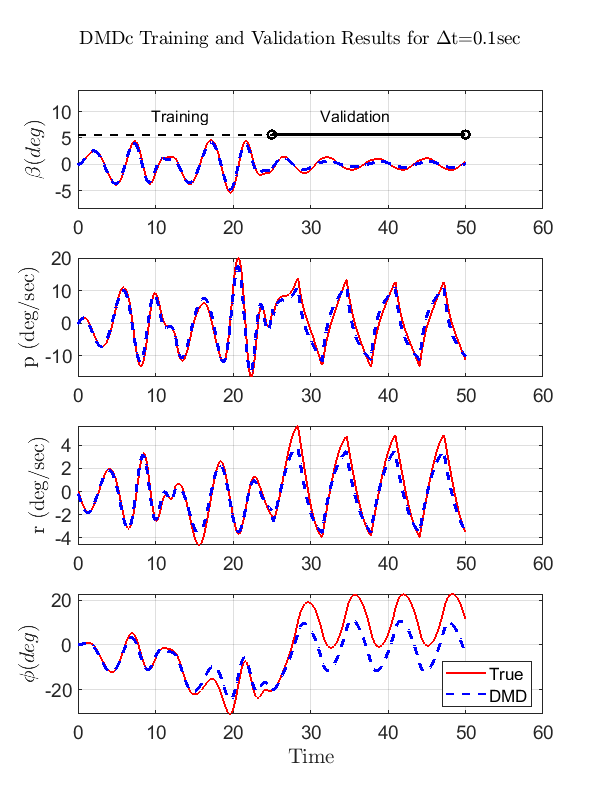 DMDc Training and Validation Results for Δt=0.1sec
β(deg)
10
5
0
-5
Training
Validation
0 10 20 30 40 50 60
p (deg/sec)
20
10
0
-10
0 10 20 30 40 50 60
r (deg/sec)
4
2
0
-2
-4
0 10 20 30 40 50 60
ϕ(deg)
20
0
-20
True
DMD
0 10 20 30 40 50 60
Time